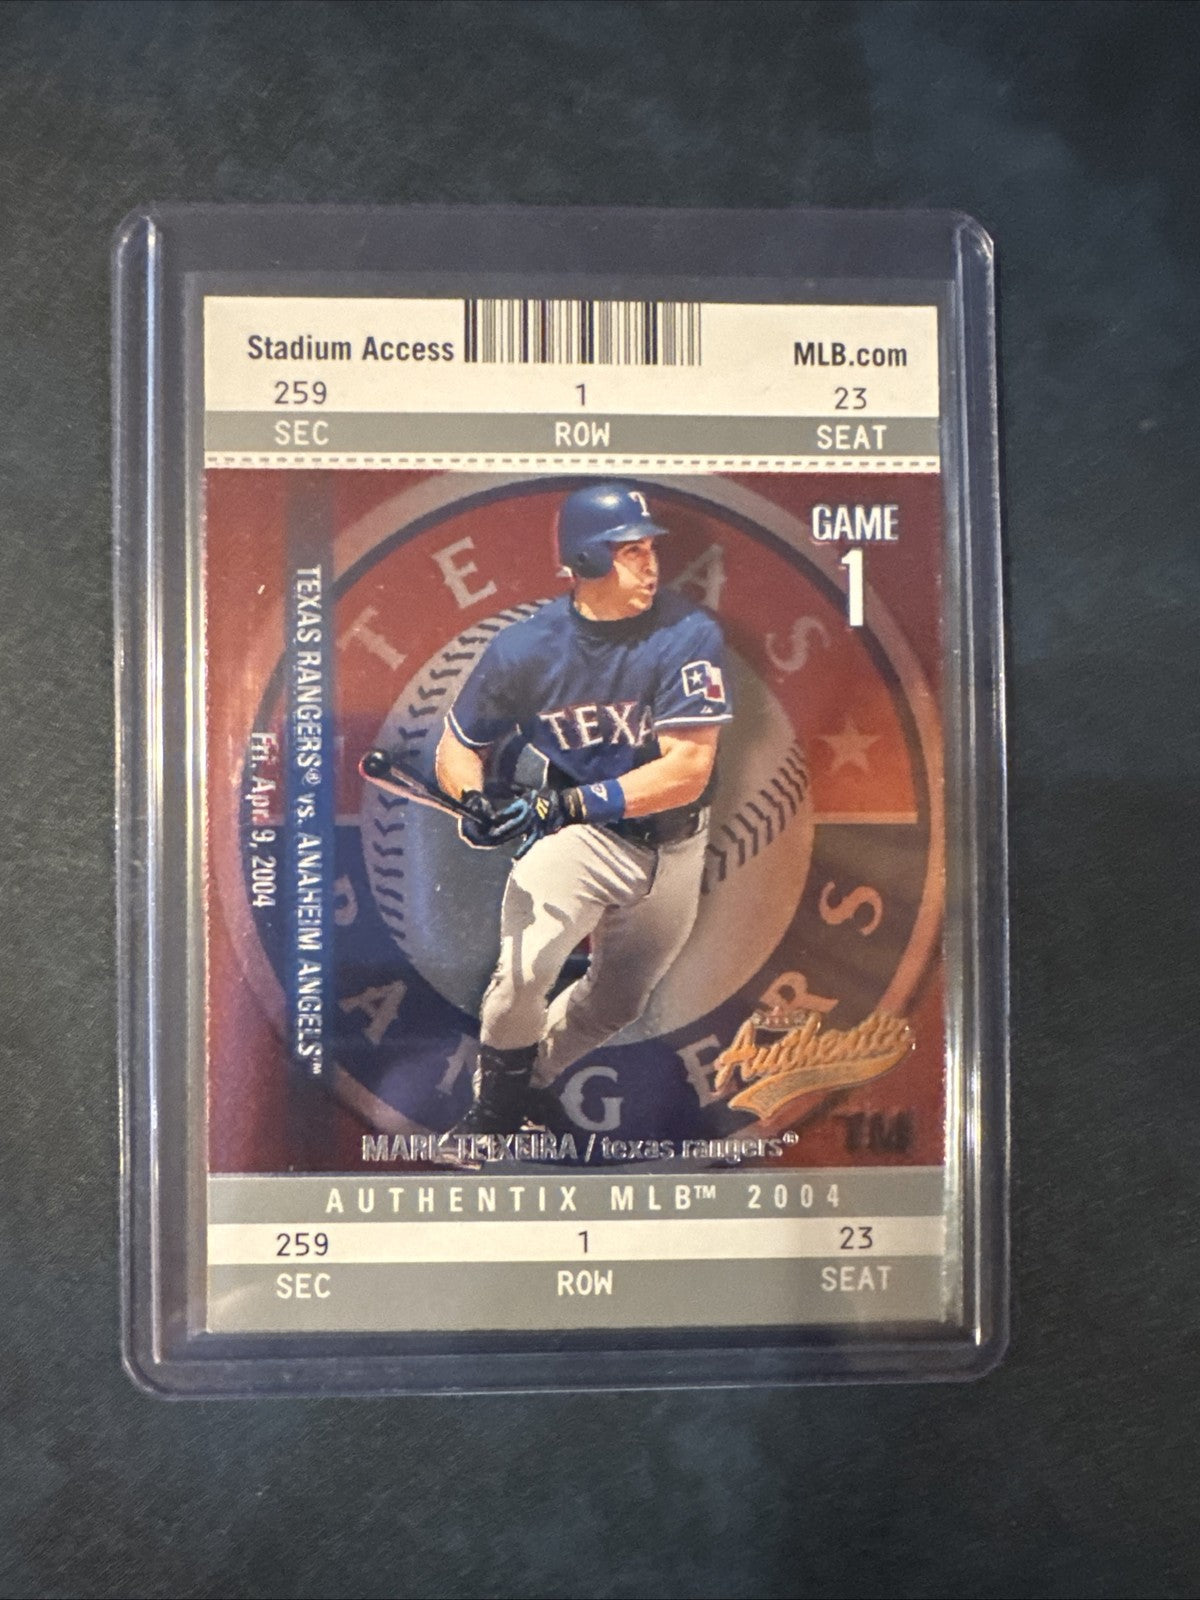 Stadium Access MLB.com
259 1 23
SEC ROW SEAT
GAME
1
T
TEXAS
RANGERS
TEXA
TEXAS RANGERS® vs. ANAHEIM ANGELS™
Fri. Apr. 9, 2004
Authentix
TM
MARK TEIXEIRA / texas rangers®
AUTHENTIX MLB™ 2004
259 1 23
SEC ROW SEAT